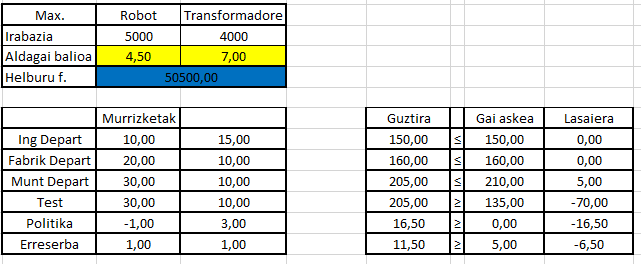 Max. Robot Transformadore
Irabazia 5000 4000
Aldagai balioa 4,50 7,00
Helburu f. 50500,00
Murrizketak Guztira Gai askea Lasaiera
Ing Depart 10,00 15,00 150,00 ≤ 150,00 0,00
Fabrik Depart 20,00 10,00 160,00 ≤ 160,00 0,00
Munt Depart 30,00 10,00 205,00 ≤ 210,00 5,00
Test 30,00 10,00 205,00 ≥ 135,00 -70,00
Politika -1,00 3,00 16,50 ≥ 0,00 -16,50
Erreserba 1,00 1,00 11,50 ≥ 5,00 -6,50